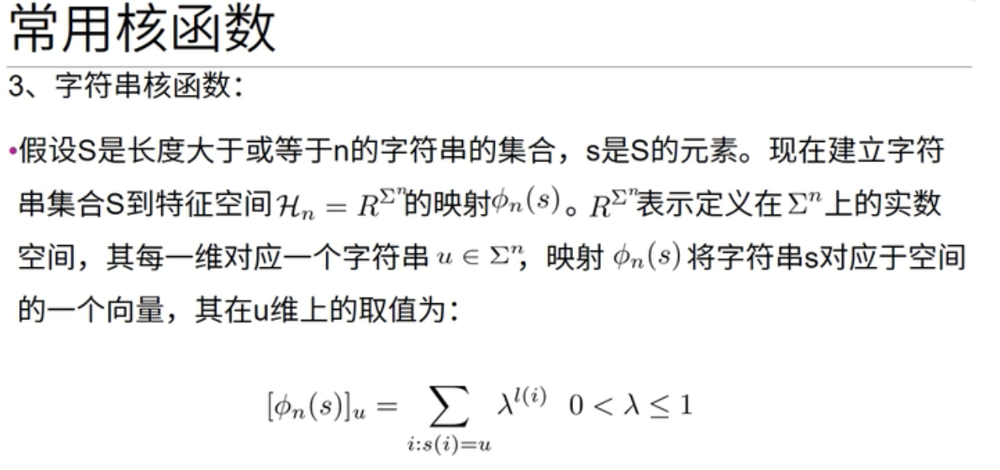 常用核函数
3、字符串核函数：
•假设S是长度大于或等于n的字符串的集合，s是S的元素。现在建立字符
串集合S到特征空间 $\mathcal{H}_n = R^{\Sigma^n}$ 的映射 $\phi_n(s)$ 。 $R^{\Sigma^n}$ 表示定义在 $\Sigma^n$ 上的实数
空间，其每一维对应一个字符串 $u \in \Sigma^n$，映射 $\phi_n(s)$ 将字符串s对应于空间
的一个向量，其在u维上的取值为：
$[\phi_n(s)]_u = \sum_{i:s(i)=u} \lambda^{l(i)} \quad 0 < \lambda \leq 1$